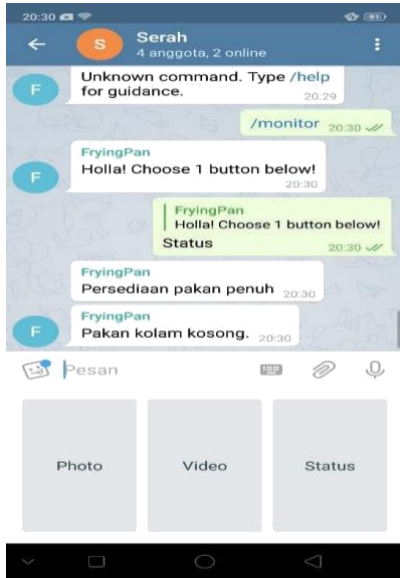 20:30
Serah
S
4 anggota, 2 online
Unknown command. Type /help
for guidance.
20:29
F
/monitor 20:30
FryingPan
Holla! Choose 1 button below!
20:30
F
FryingPan
Holla! Choose 1 button below!
Status
20:30
FryingPan
Persediaan pakan penuh 20:30
FryingPan
Pakan kolam kosong. 20:30
F
Pesan
Photo
Video
Status